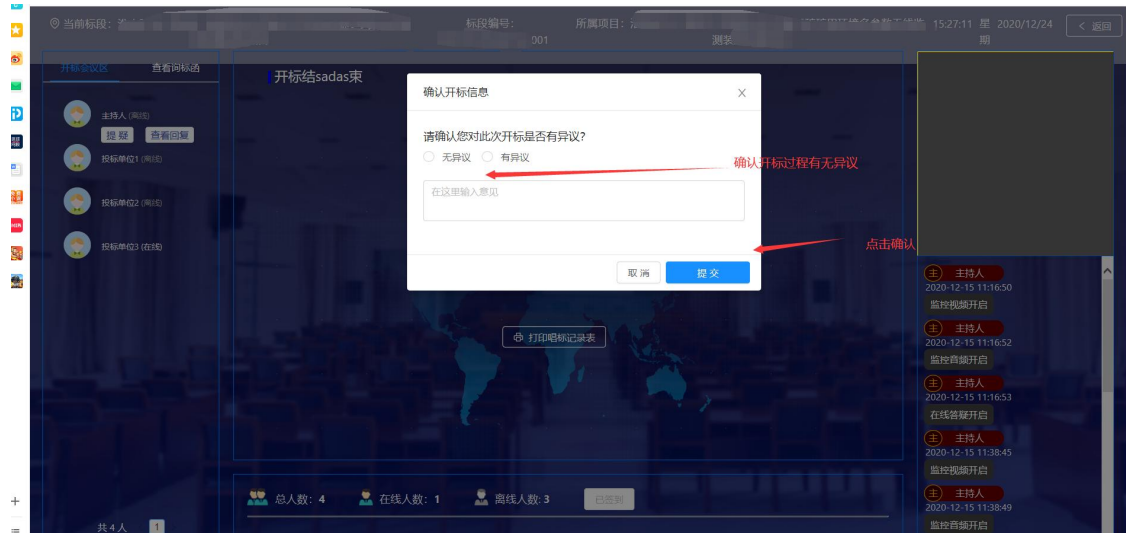 当前标段：
标段编号：
001
所属项目：
测
15:27:11 星期
2020/12/24
< 返回
开标会议区 查看问标函
主持人 (离线)
提 疑 查看回复
投标单位1 (离线)
投标单位2 (离线)
投标单位3 (在线)
共 4 人 1
开标结sadas束
确认开标信息
请确认您对此次开标是否有异议？
无异议 有异议
在这里输入意见
取 消 提 交
确认开标过程有无异议
点击确认
打印唱标记录表
总人数： 4 在线人数： 1 离线人数: 3 已签到
主 主持人
2020-12-15 11:16:50
监控视频开启
主 主持人
2020-12-15 11:16:52
监控音频开启
主 主持人
2020-12-15 11:16:53
在线答疑开启
主 主持人
2020-12-15 11:38:45
监控视频开启
主 主持人
2020-12-15 11:38:49
监控音频开启